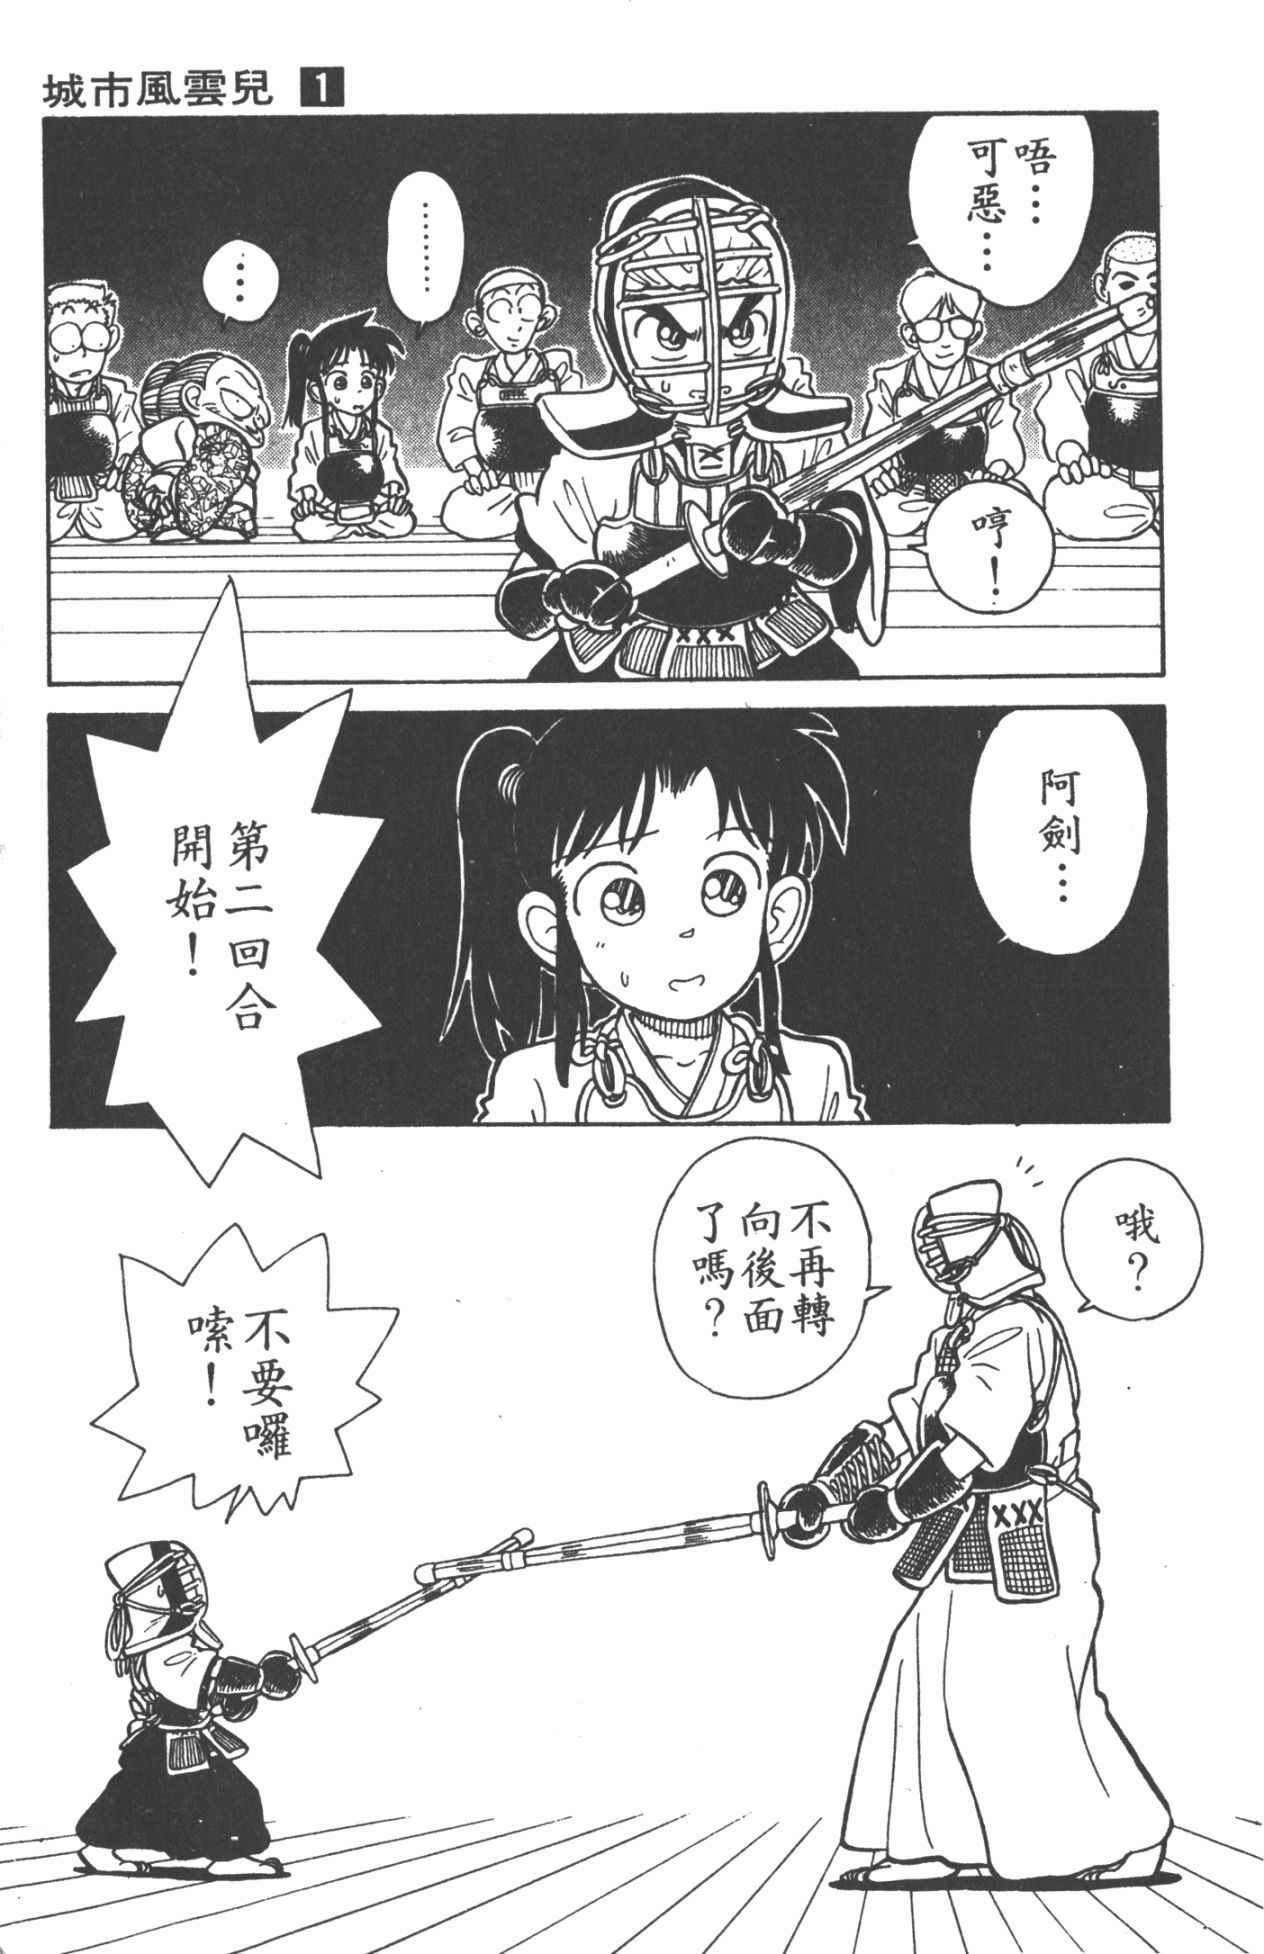 城市風雲兒 1
唔⋯
可惡⋯
⋯⋯⋯
⋯
哼！
阿劍⋯
第二回合
開始！
哦？
不再轉
向後面
了嗎？
不要囉
嗦！